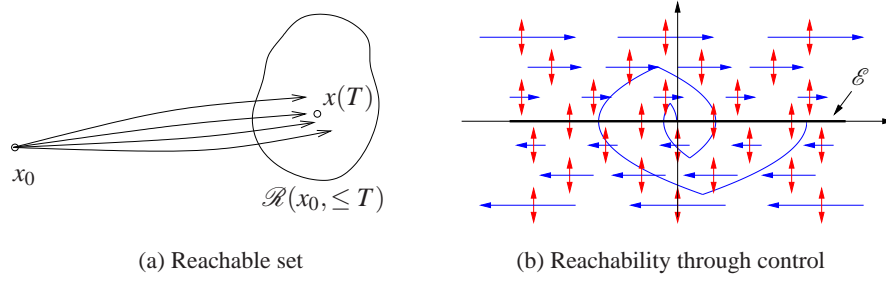 x(T)
x₀
ℛ(x₀, ≤ T)
(a) Reachable set
ℰ
(b) Reachability through control